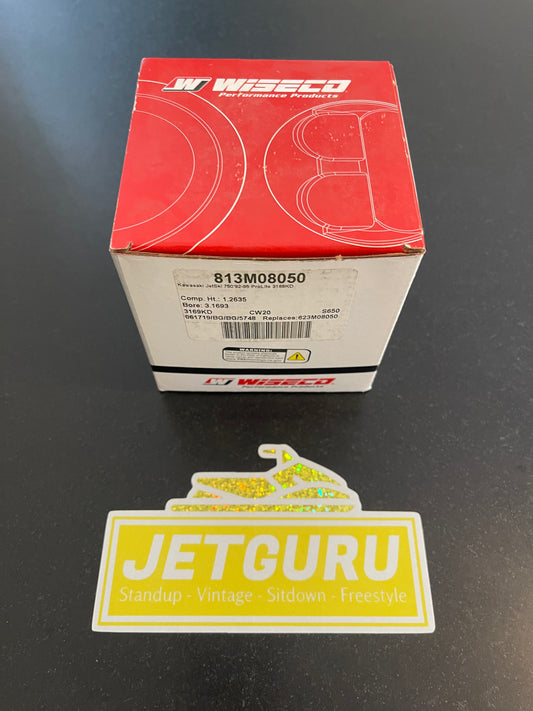 WISECO
Performance Products
813M08050
Kawasaki JetSki 750'92-95 ProLite 3169KD
Comp. Ht.: 1.2635
Bore: 3.1693
3169KD CW20 S650
061719/BG/BG/5748 Replaces:623M08050
WARNING:
WISECO
Performance Products
JETGURU
Standup - Vintage - Sitdown - Freestyle